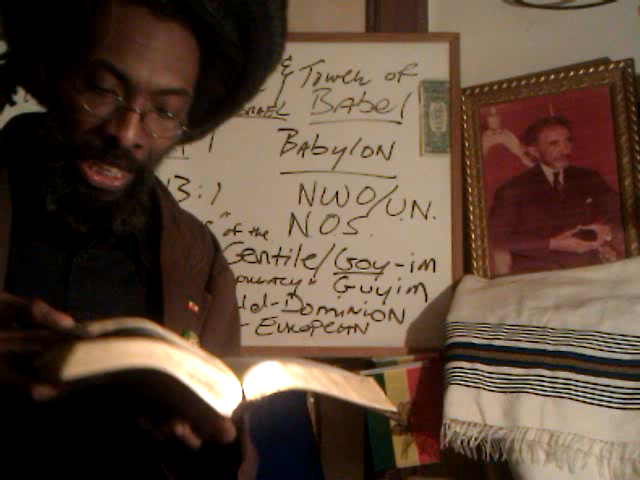 & Tower of
Babel
Babylon
13:1
NWO/U.N.
" of the NOS.
Gentile/Goy-im
Guyim
DOMINION
- EUROPEAN